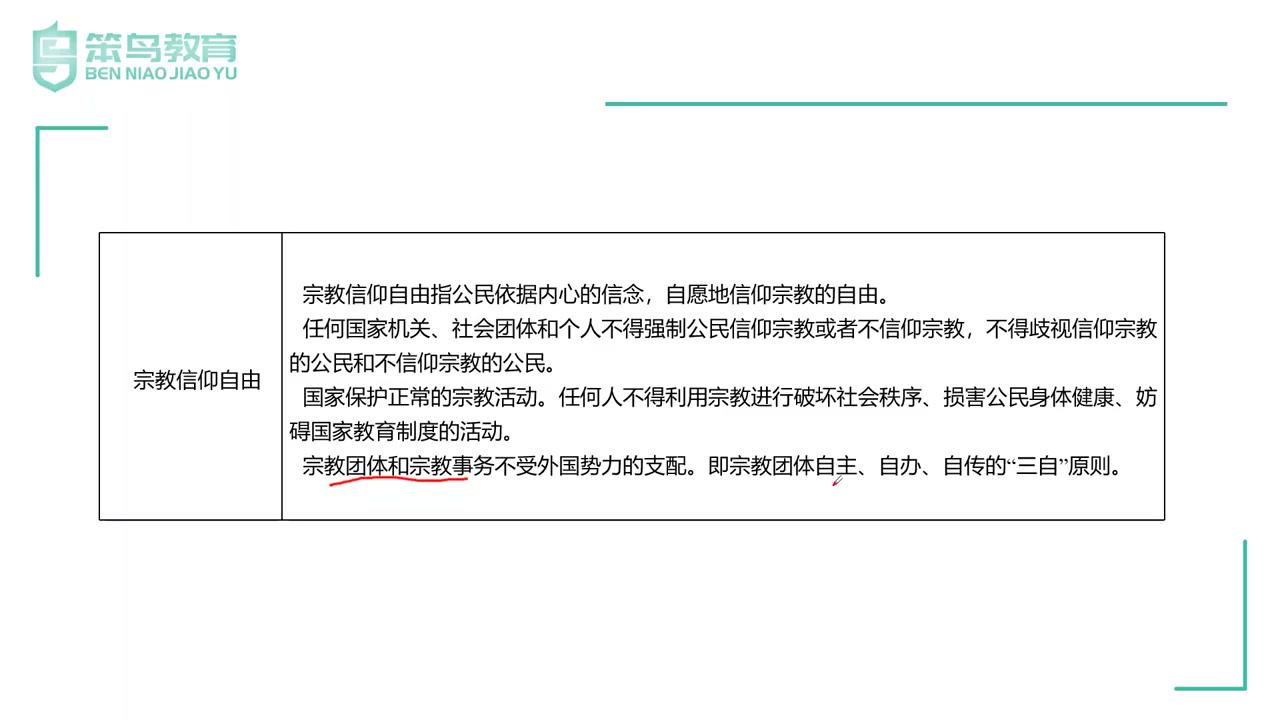 笨鸟教育
BEN NIAO JIAO YU
宗教信仰自由
宗教信仰自由指公民依据内心的信念，自愿地信仰宗教的自由。
任何国家机关、社会团体和个人不得强制公民信仰宗教或者不信仰宗教，不得歧视信仰宗教
的公民和不信仰宗教的公民。
国家保护正常的宗教活动。任何人不得利用宗教进行破坏社会秩序、损害公民身体健康、妨
碍国家教育制度的活动。
宗教团体和宗教事务不受外国势力的支配。即宗教团体自主、自办、自传的“三自”原则。